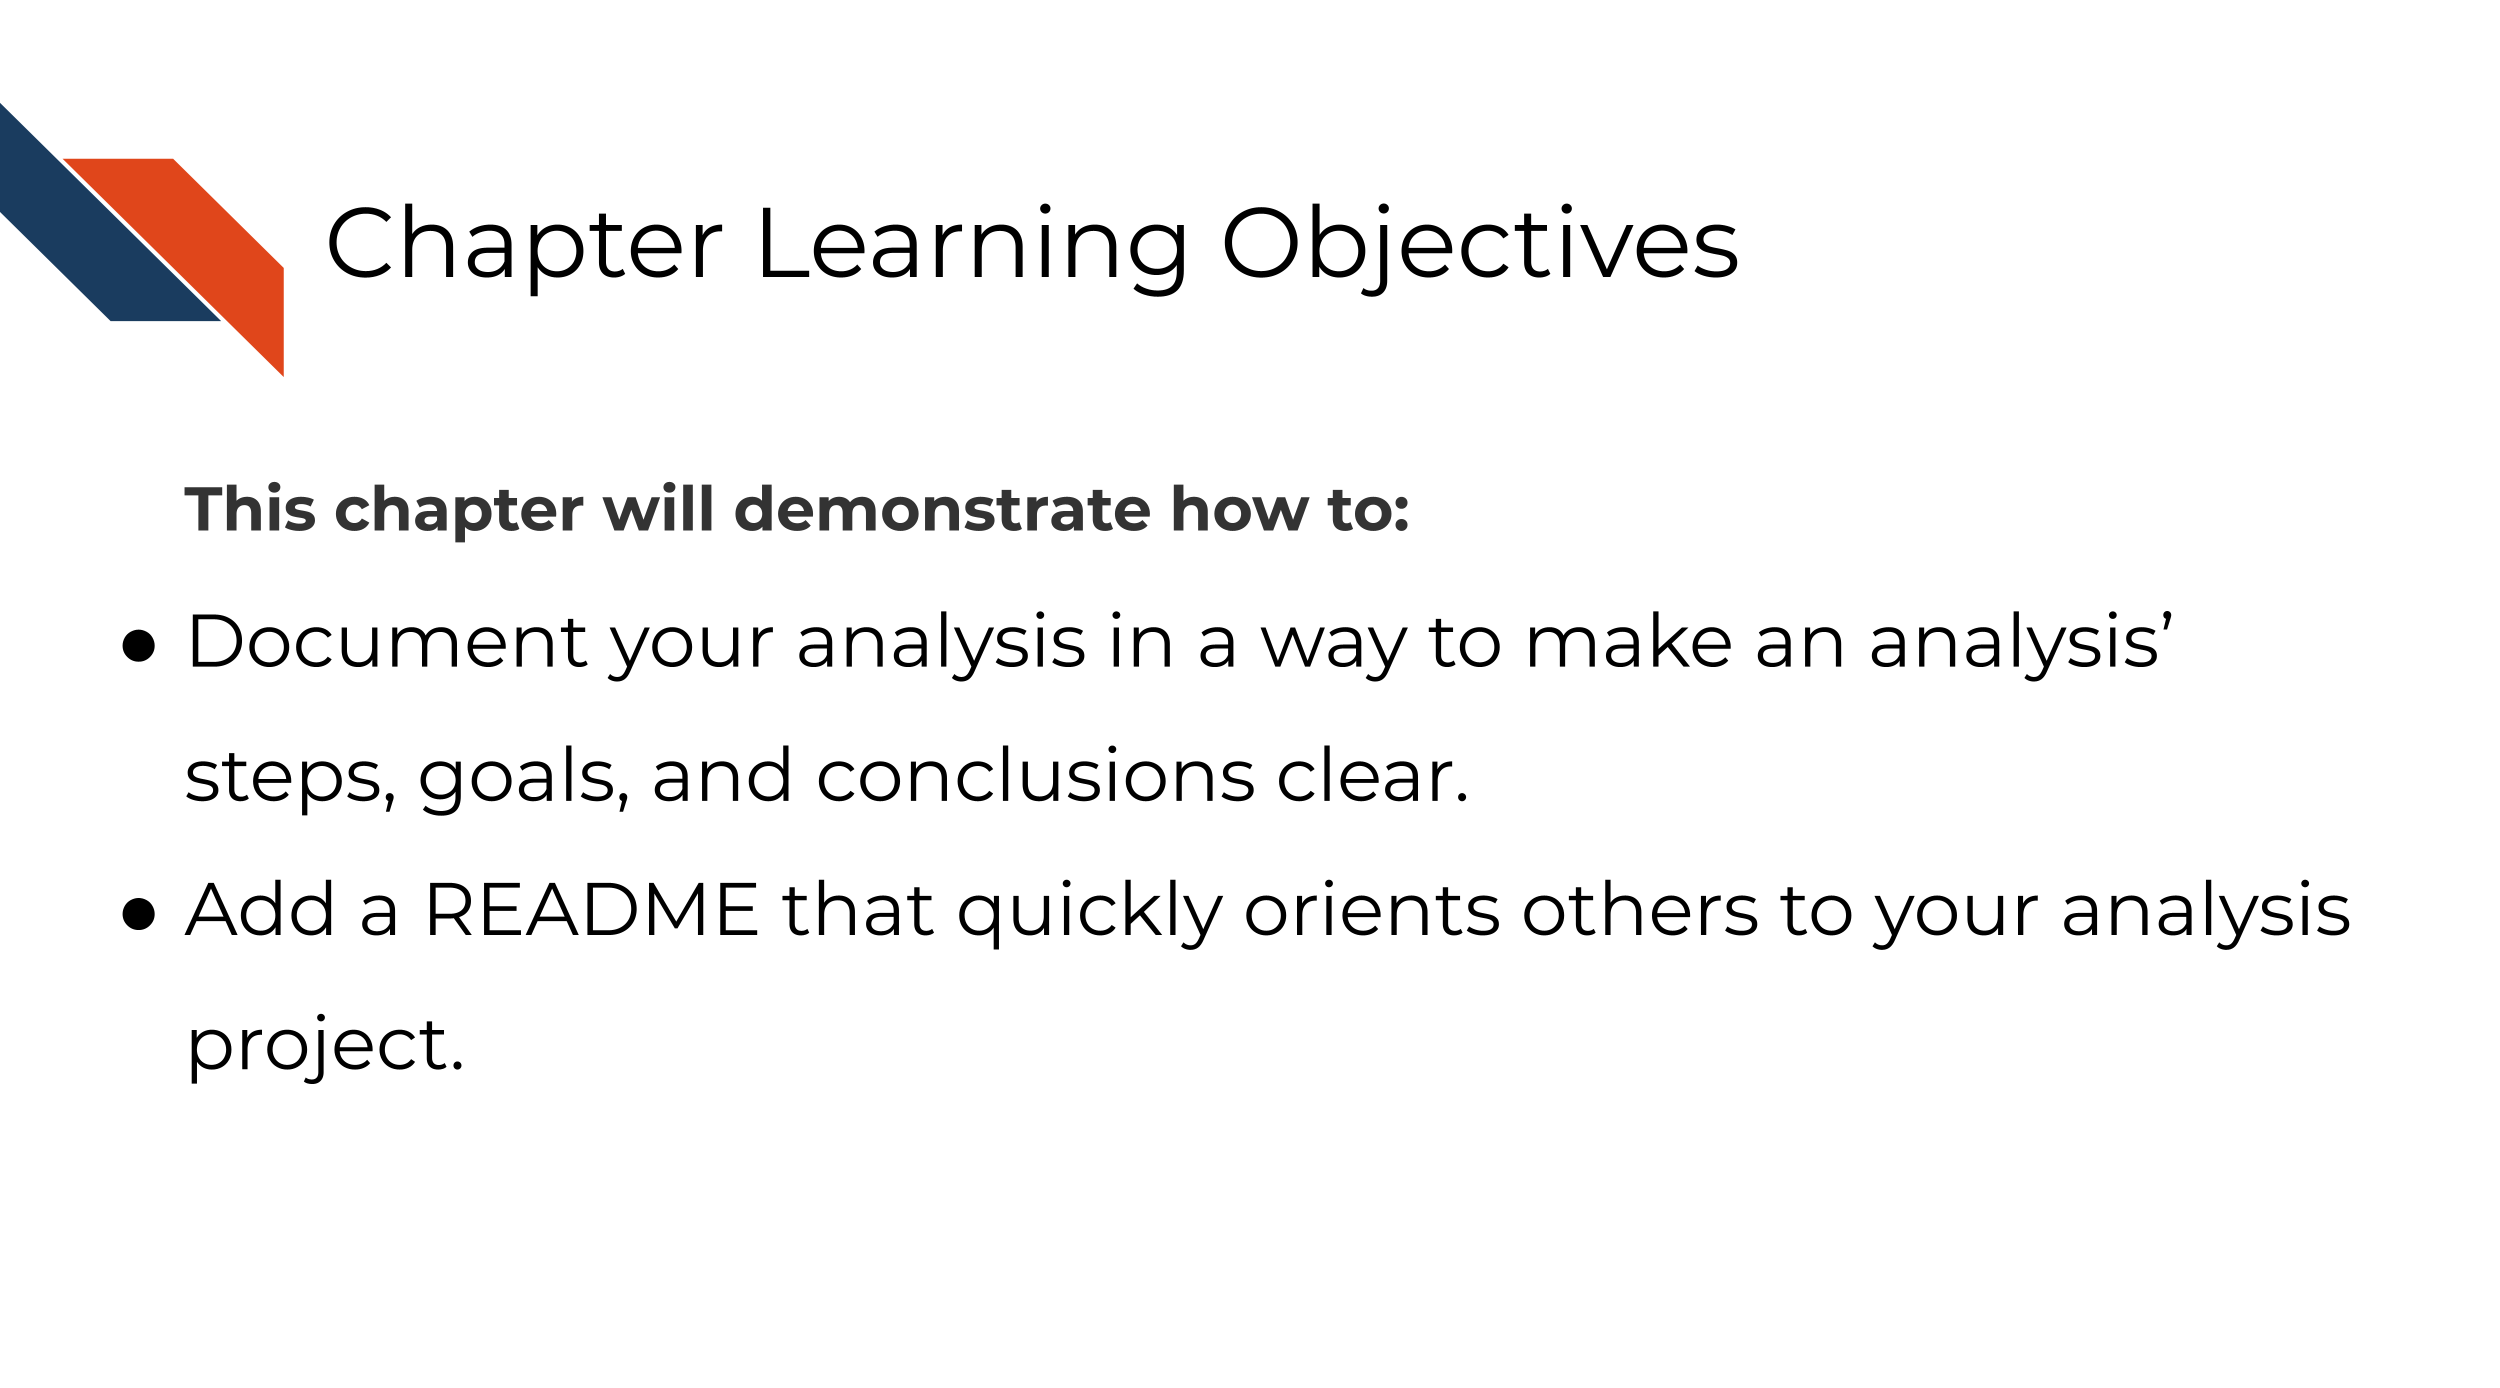 Chapter Learning Objectives
This chapter will demonstrate how to:
● Document your analysis in a way to make an analysis’
steps, goals, and conclusions clear.
● Add a README that quickly orients others to your analysis
project.